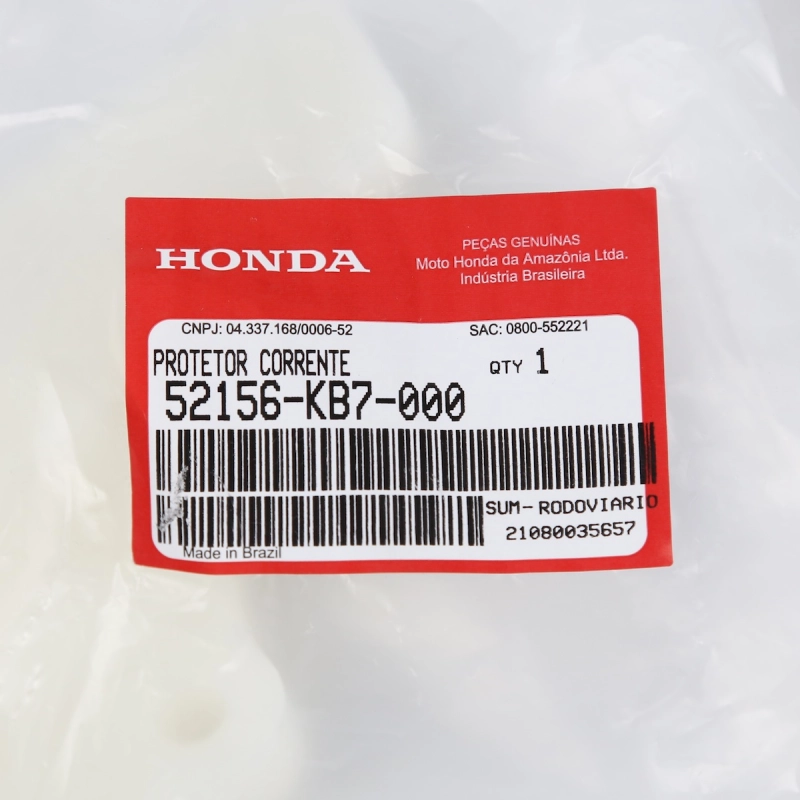 HONDA
PEÇAS GENUÍNAS
Moto Honda da Amazônia Ltda.
Indústria Brasileira
CNPJ: 04.337.168/0006-52
SAC: 0800-552221
PROTETOR CORRENTE
QTY 1
52156-KB7-000
SUM-RODOVIARIO
21080035657
Made in Brazil